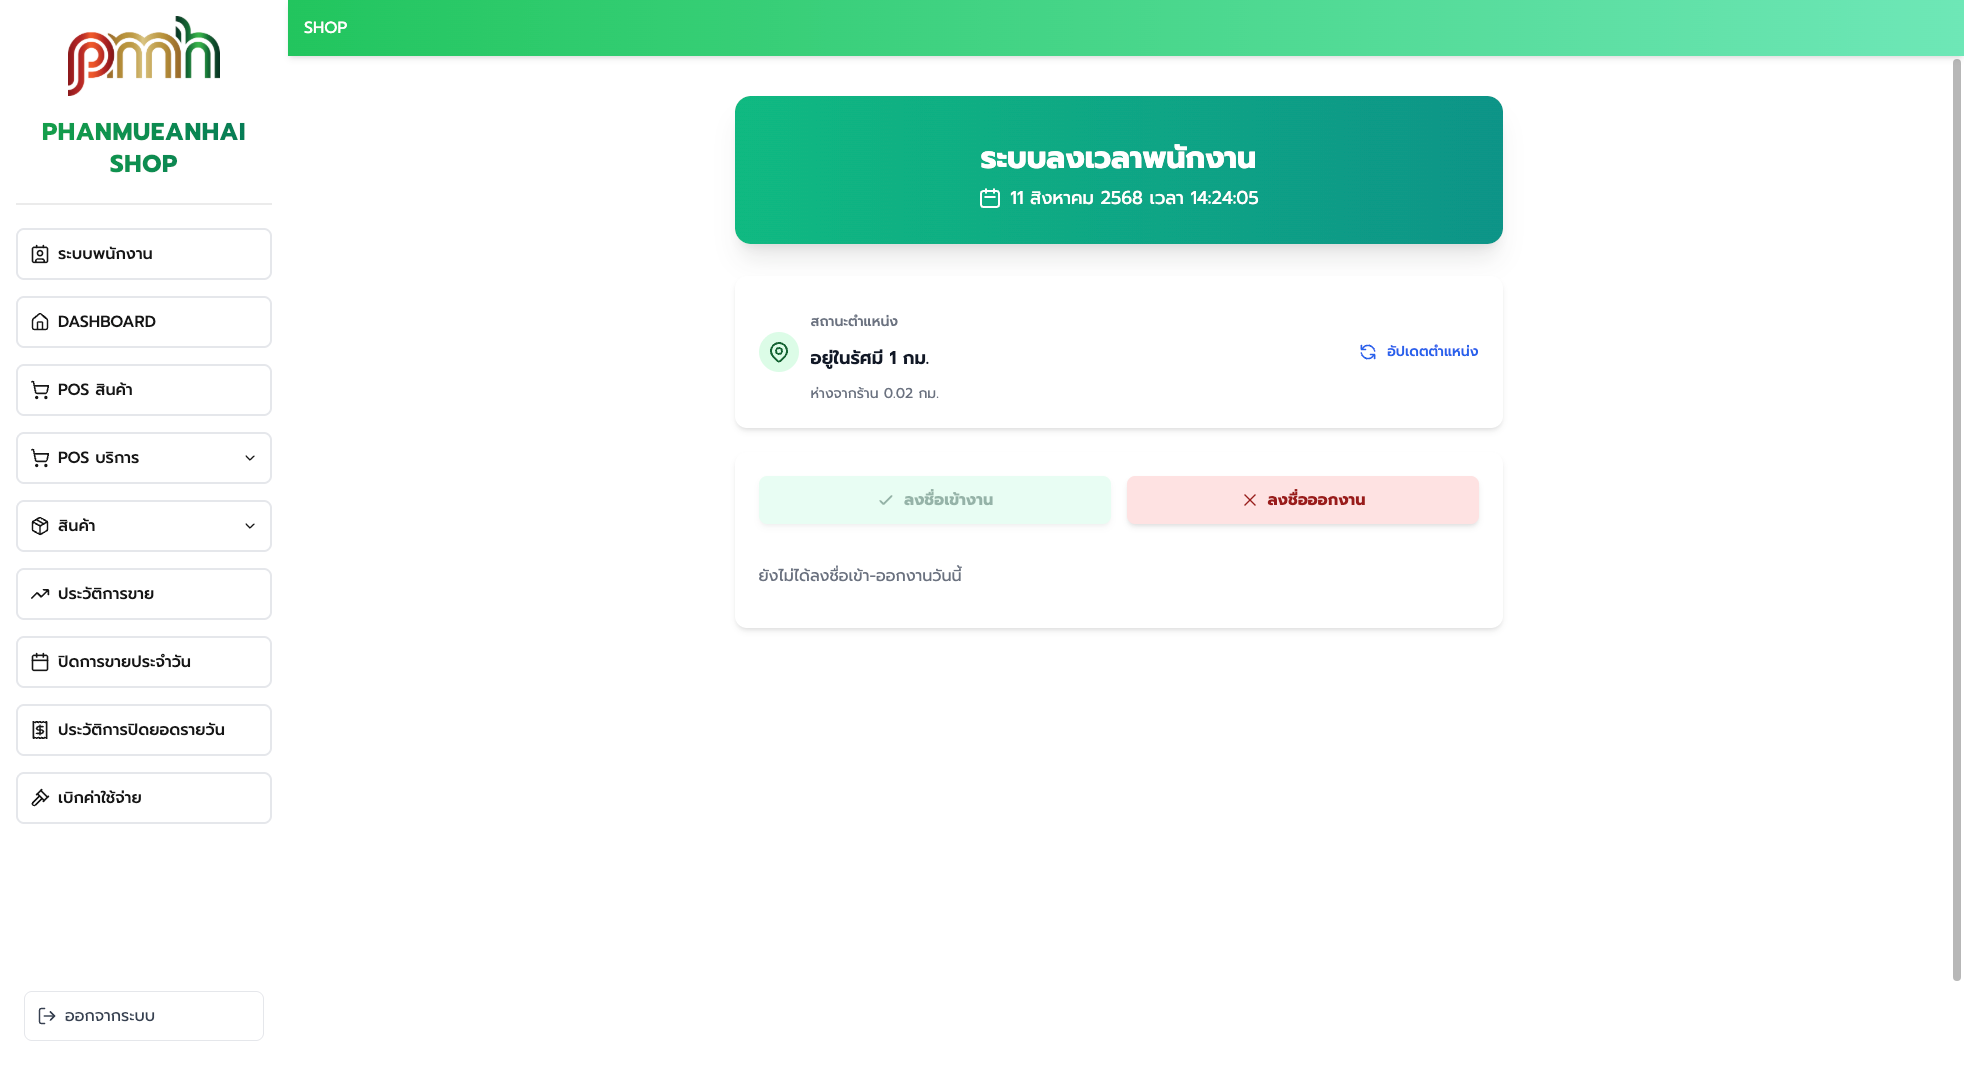 pmh
PHANMUEANHAI
SHOP
ระบบพนักงาน
DASHBOARD
POS สินค้า
POS บริการ
สินค้า
ประวัติการขาย
ปิดการขายประจำวัน
ประวัติการปิดยอดรายวัน
เบิกค่าใช้จ่าย
ออกจากระบบ
SHOP
ระบบลงเวลาพนักงาน
11 สิงหาคม 2568 เวลา 14:24:05
สถานะตำแหน่ง
อยู่ในรัศมี 1 กม.
ห่างจากร้าน 0.02 กม.
อัปเดตตำแหน่ง
ลงชื่อเข้างาน
ลงชื่อออกงาน
ยังไม่ได้ลงชื่อเข้า-ออกงานวันนี้